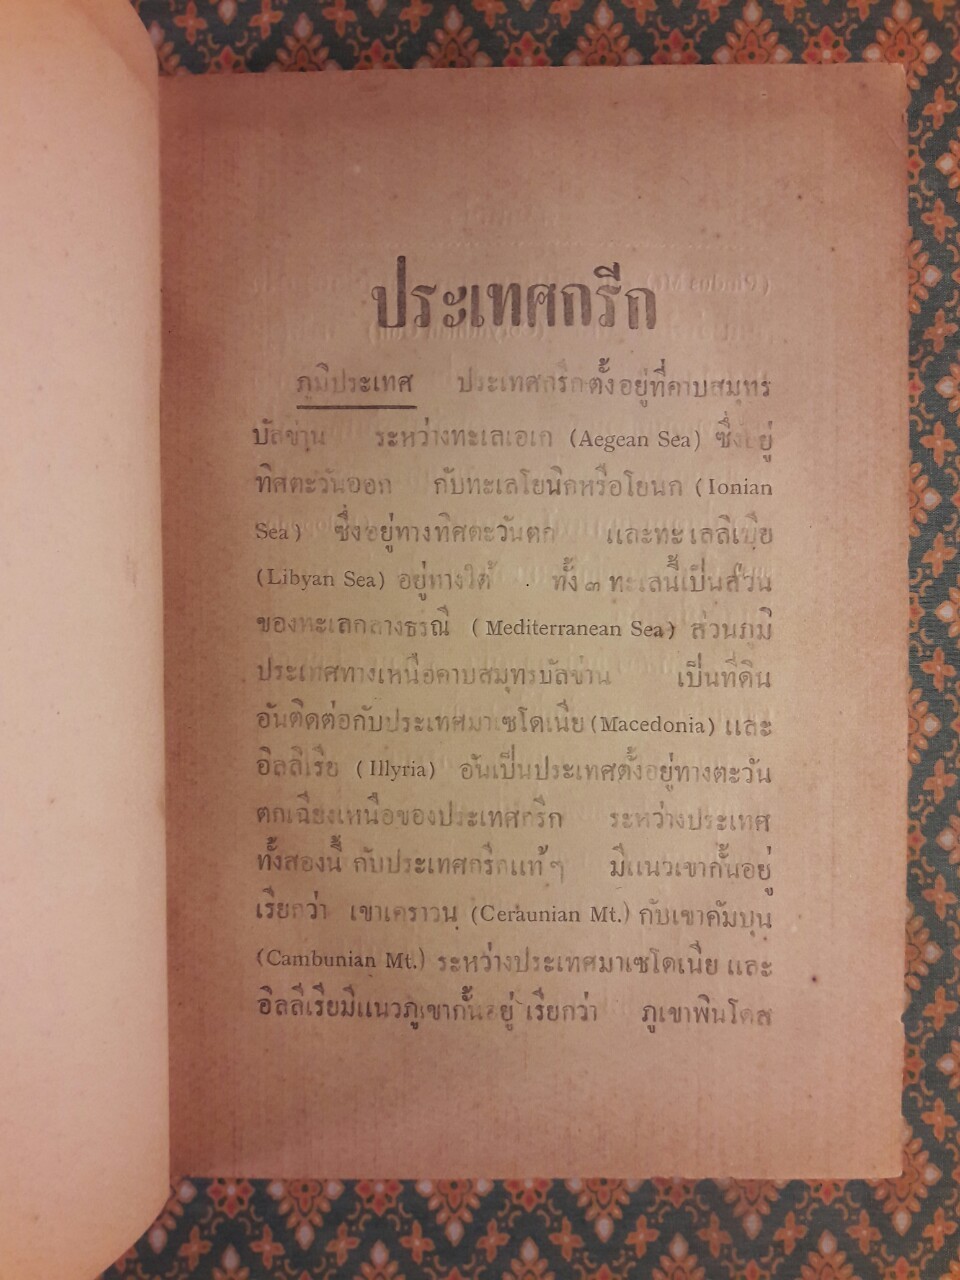 ประเทศกรีก
ภูมิประเทศ ประเทศกรีกตั้งอยู่ที่คาบสมุทร
บัลข่าน ระหว่างทะเลเอเก (Aegean Sea) ซึ่งอยู่
ทิศตะวันออก กับทะเลโยนิกหรือโยนก (Ionian
Sea) ซึ่งอยู่ทางทิศตะวันตก และทะเลลิเบีย
(Libyan Sea) อยู่ทางใต้ ทั้ง ๓ ทะเลนี้เป็นส่วน
ของทะเลกลางธรณี (Mediterranean Sea) ส่วนภูมิ
ประเทศทางเหนือคาบสมุทรบัลข่าน เป็นที่ดิน
อันติดต่อกับประเทศมาเซโดเนีย (Macedonia) และ
อิลลิเรีย (Illyria) อันเป็นประเทศตั้งอยู่ทางตะวัน
ตกเฉียงเหนือของประเทศกรีก ระหว่างประเทศ
ทั้งสองนี้ กับประเทศกรีกแท้ ๆ มีแนวเขากั้นอยู่
เรียกว่า เขาเคราวนุ (Ceraunian Mt.) กับเขาคัมบุน
(Cambunian Mt.) ระหว่างประเทศมาเซโดเนีย และ
อิลลีเรียมีแนวภูเขากั้นอยู่ เรียกว่า ภูเขาพินโดส